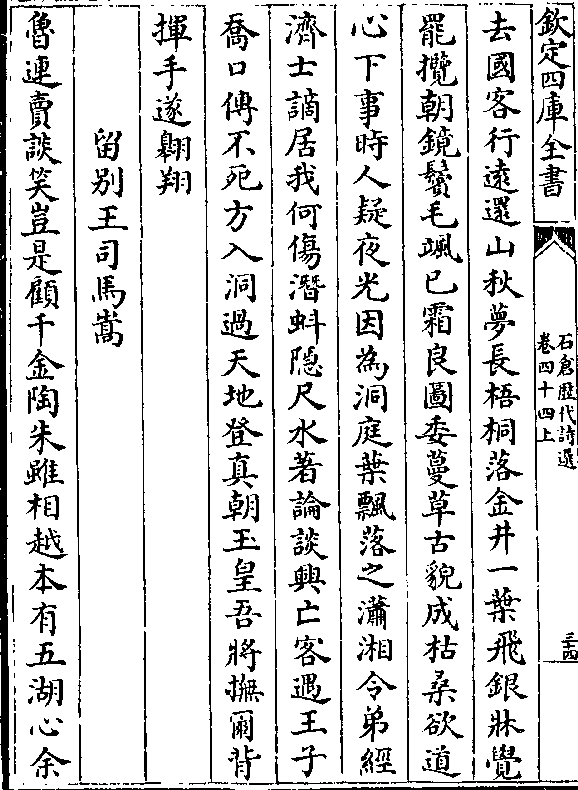 欽定四庫全書
石倉歴代詩選
卷四十四上
三十四
去國客行遠還山秋夢長梧桐落金井一葉飛銀牀覺
罷攬朝鏡鬢毛颯已霜良圖委蔓草古貌成枯桑欲道
心下事時人疑夜光因為洞庭葉飄落之瀟湘令弟經
濟士謫居我何傷潛虯隱尺水著論談興亡客遇王子
喬口傳不死方入洞過天地登真朝玉皇吾將撫爾背
揮手遂翺翔
留别王司馬嵩
魯連賣談笑豈是顧千金陶朱雖相越本有五湖心余